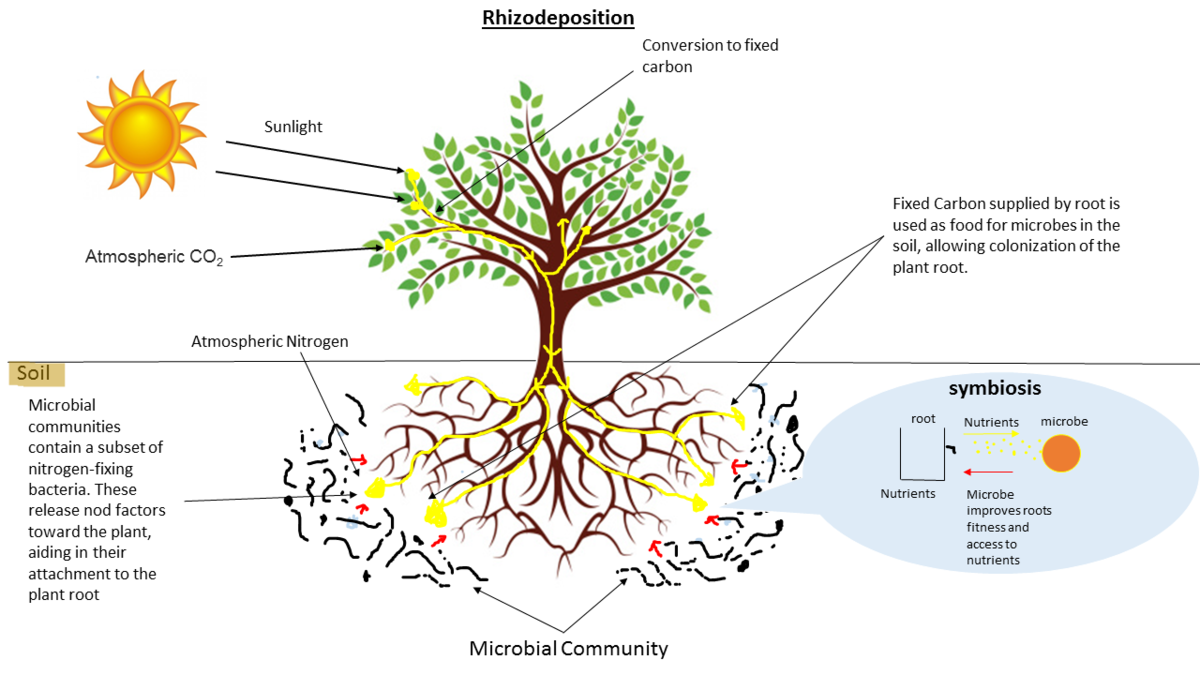 Rhizodeposition
Conversion to fixed
carbon
Sunlight
Atmospheric CO₂
Fixed Carbon supplied by root is
used as food for microbes in the
soil, allowing colonization of the
plant root.
Atmospheric Nitrogen
Soil
Microbial
communities
contain a subset of
nitrogen-fixing
bacteria. These
release nod factors
toward the plant,
aiding in their
attachment to the
plant root
symbiosis
root
Nutrients
microbe
Nutrients
Microbe
improves roots
fitness and
access to
nutrients
Microbial Community